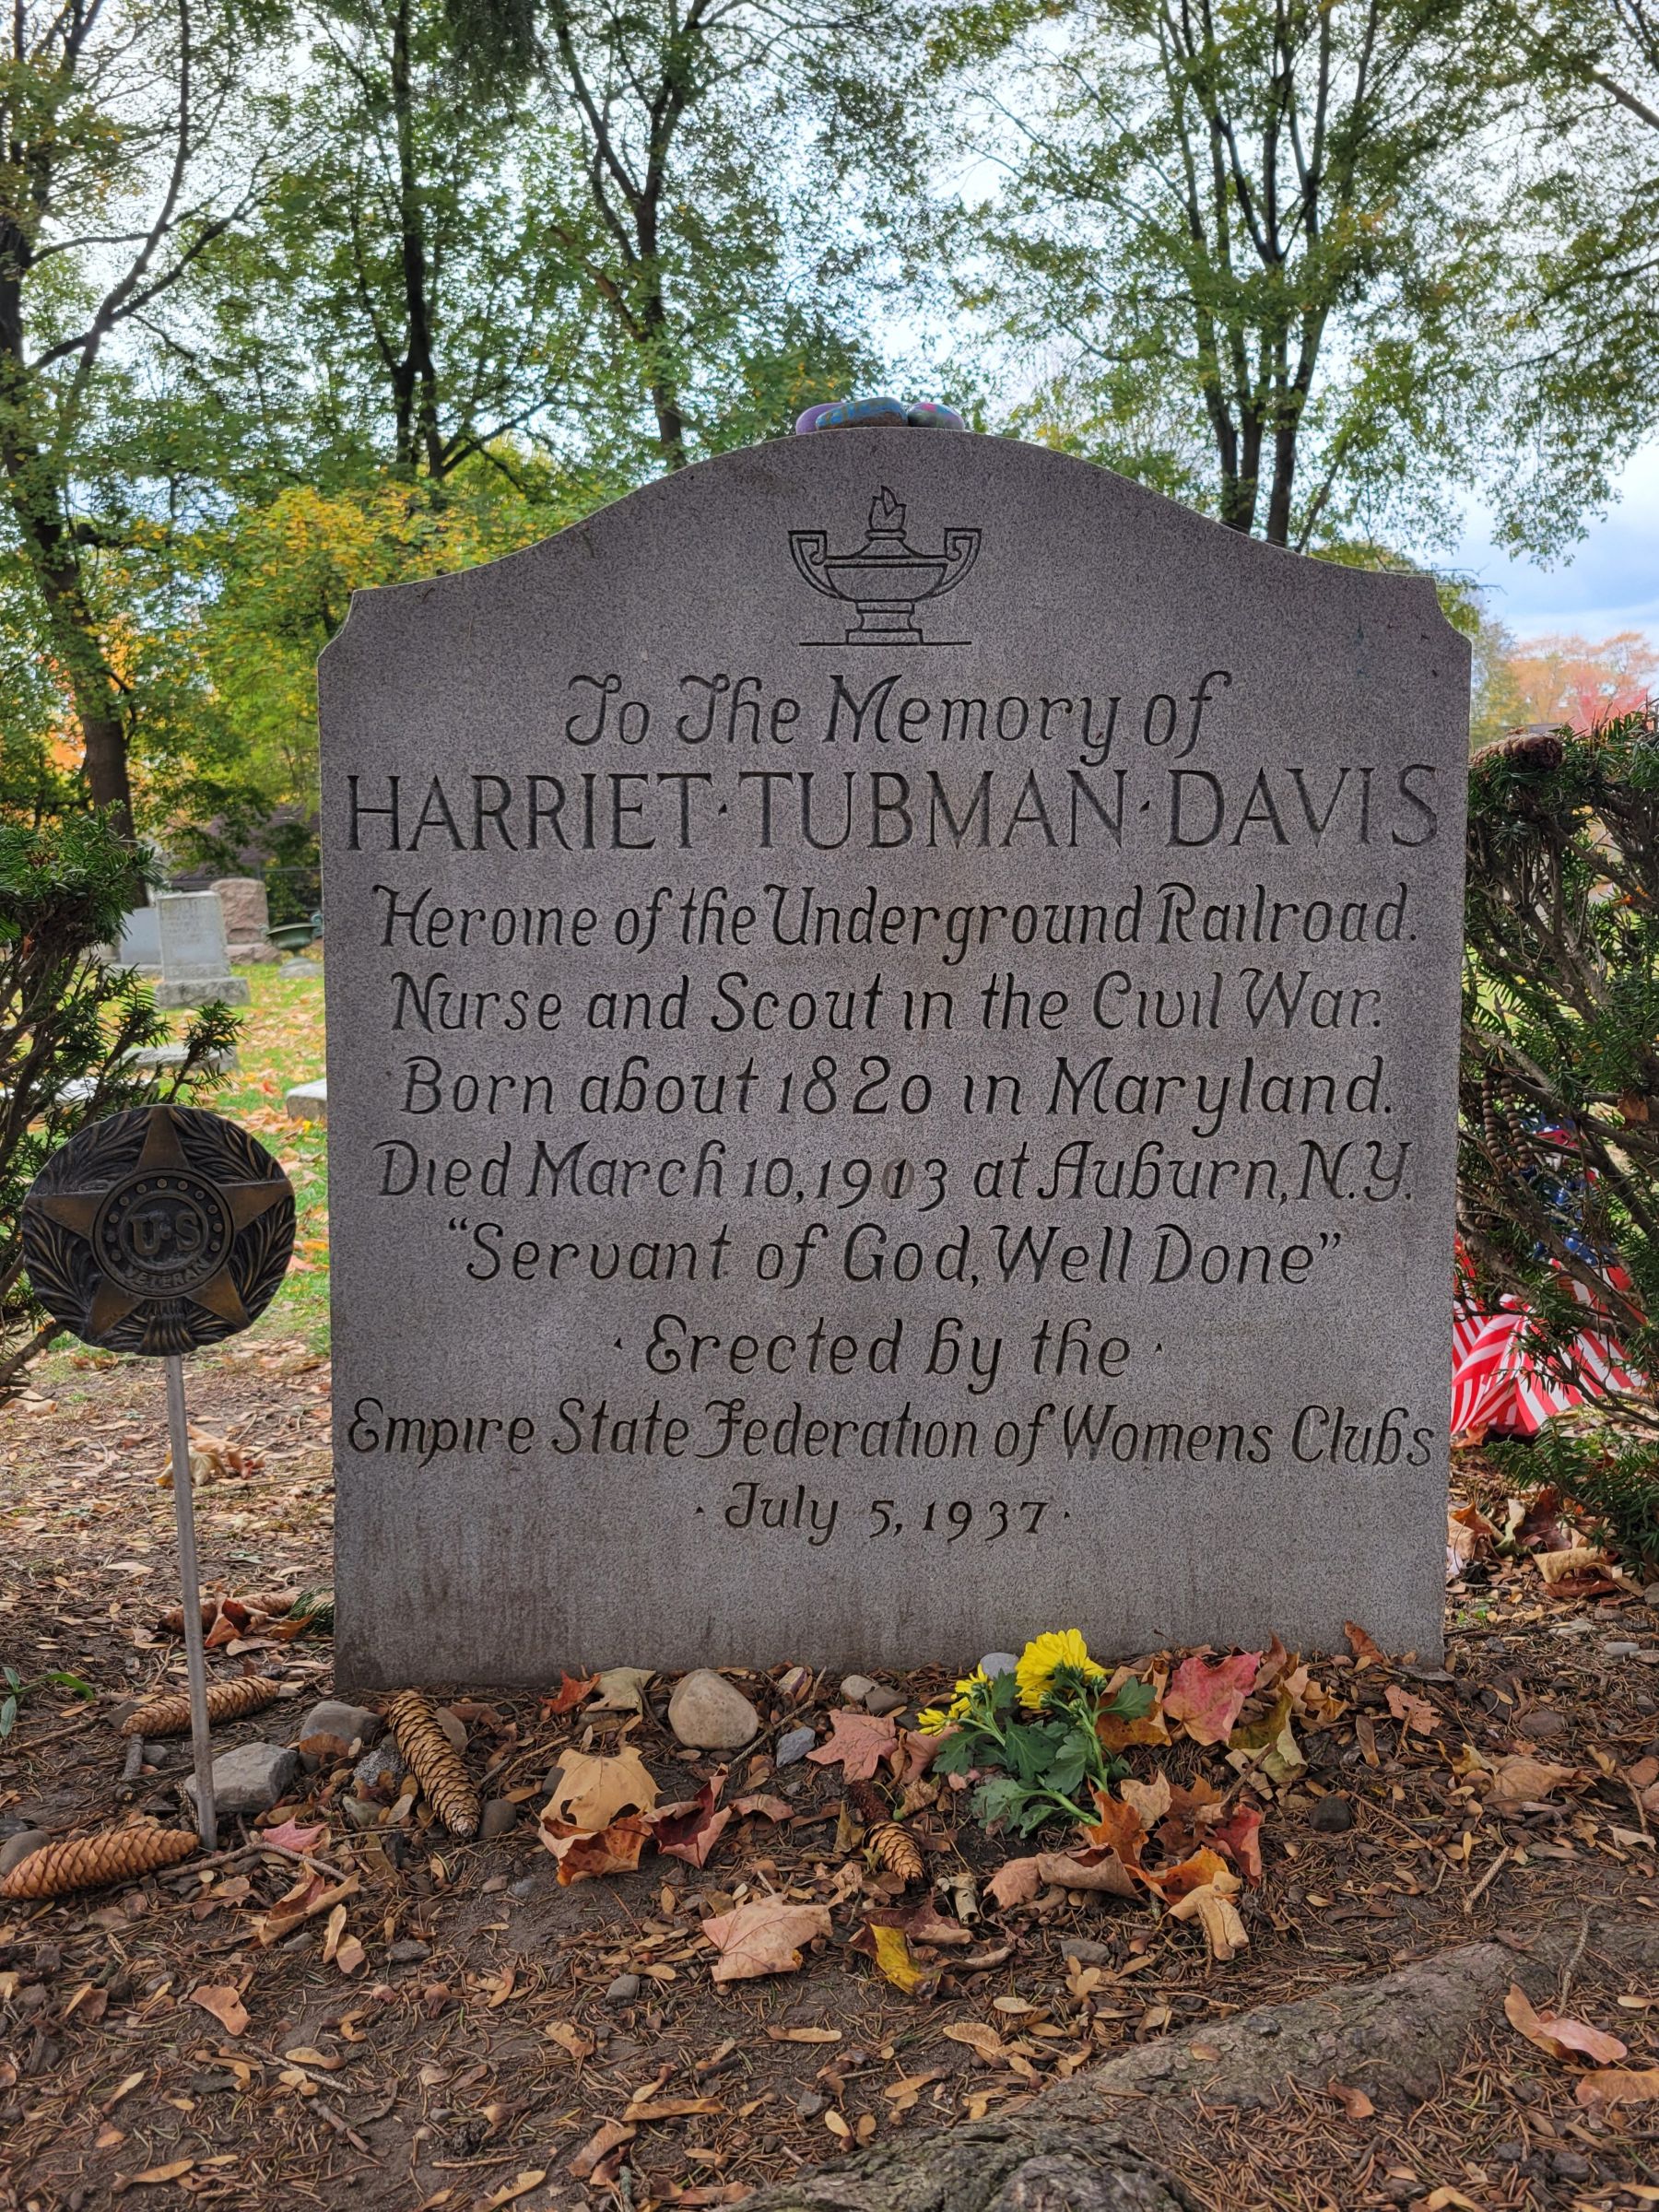 To The Memory of
HARRIET·TUBMAN·DAVIS
Heroine of the Underground Railroad.
Nurse and Scout in the Civil War.
Born about 1820 in Maryland.
Died March 10, 1913 at Auburn, N.Y.
"Servant of God, Well Done"
· Erected by the ·
Empire State Federation of Womens Clubs
· July 5, 1937 ·
U·S
VETERAN